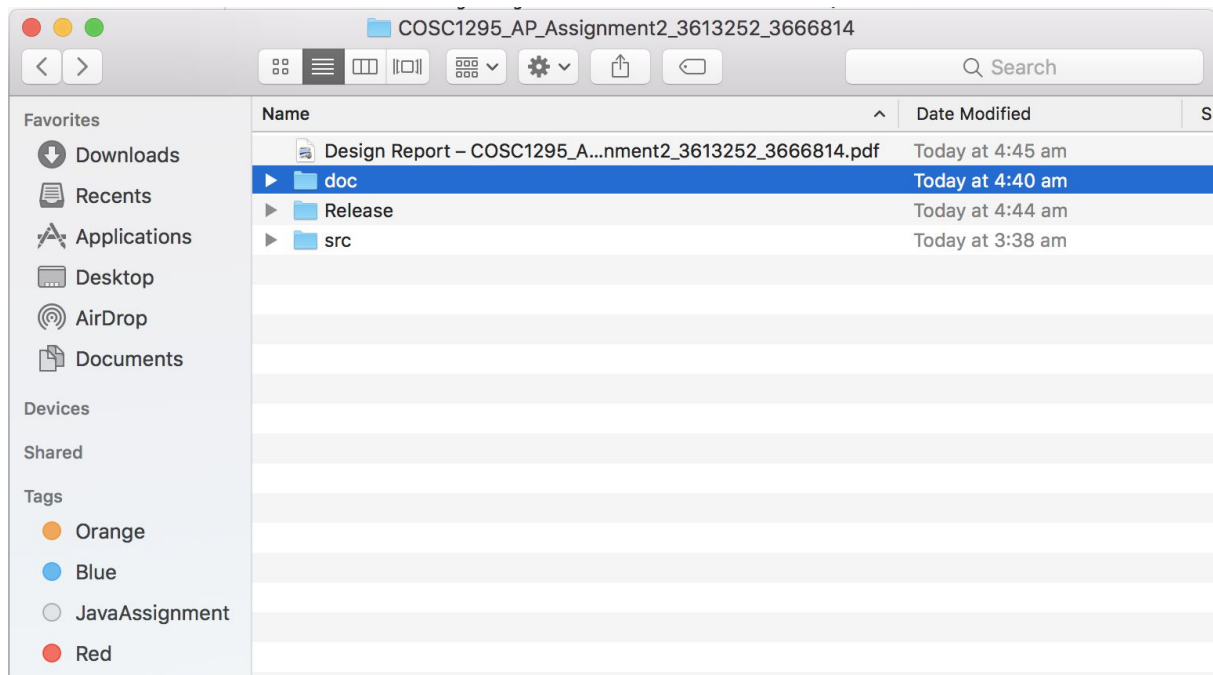 COSC1295_AP_Assignment2_3613252_3666814
Search
Favorites
Downloads
Recents
Applications
Desktop
AirDrop
Documents
Devices
Shared
Tags
Orange
Blue
JavaAssignment
Red
Name Date Modified S
Design Report – COSC1295_A...nment2_3613252_3666814.pdf Today at 4:45 am
doc Today at 4:40 am
Release Today at 4:44 am
src Today at 3:38 am